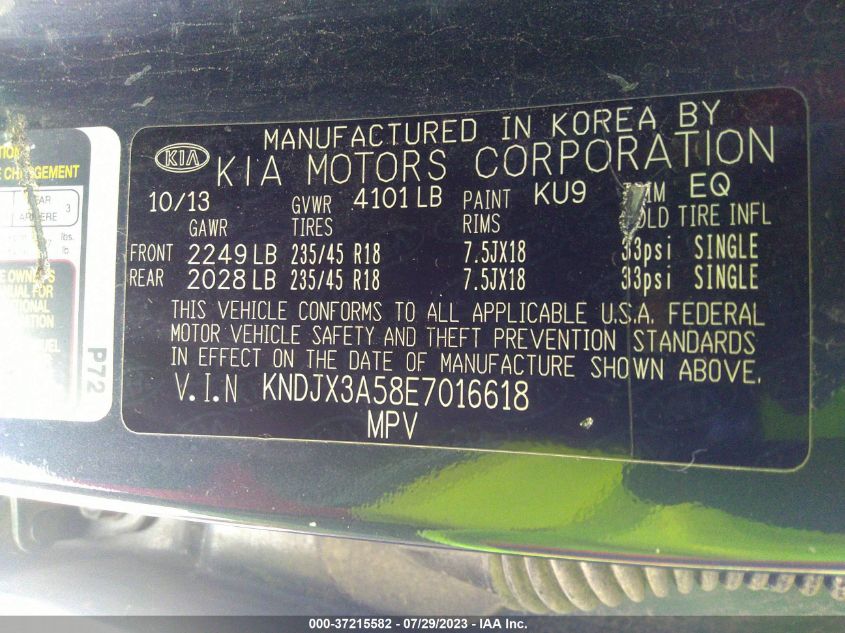 MANUFACTURED IN KOREA BY
KIA KIA MOTORS CORPORATION
10/13 GVWR 4101 LB PAINT KU9 EQ
GAWR TIRES RIMS TIRE INFL
FRONT 2249 LB 235/45 R18 7.5JX18 33psi SINGLE
REAR 2028 LB 235/45 R18 7.5JX18 33psi SINGLE
THIS VEHICLE CONFORMS TO ALL APPLICABLE U.S.A. FEDERAL
MOTOR VEHICLE SAFETY AND THEFT PREVENTION STANDARDS
IN EFFECT ON THE DATE OF MANUFACTURE SHOWN ABOVE.
V.I.N KNDJX3A58E7016618
MPV
3
lbs.
P72
000-37215582 - 07/29/2023 - IAA Inc.